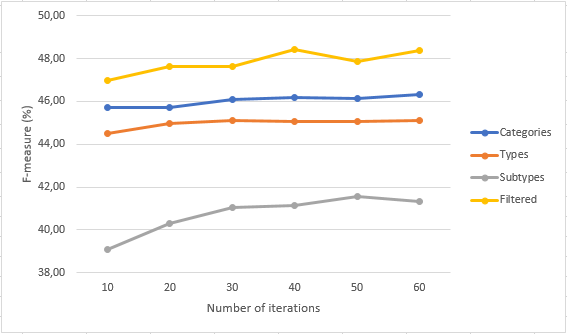 50,00
48,00
46,00
44,00
42,00
40,00
38,00
F-measure (%)
10 20 30 40 50 60
Number of iterations
Categories
Types
Subtypes
Filtered